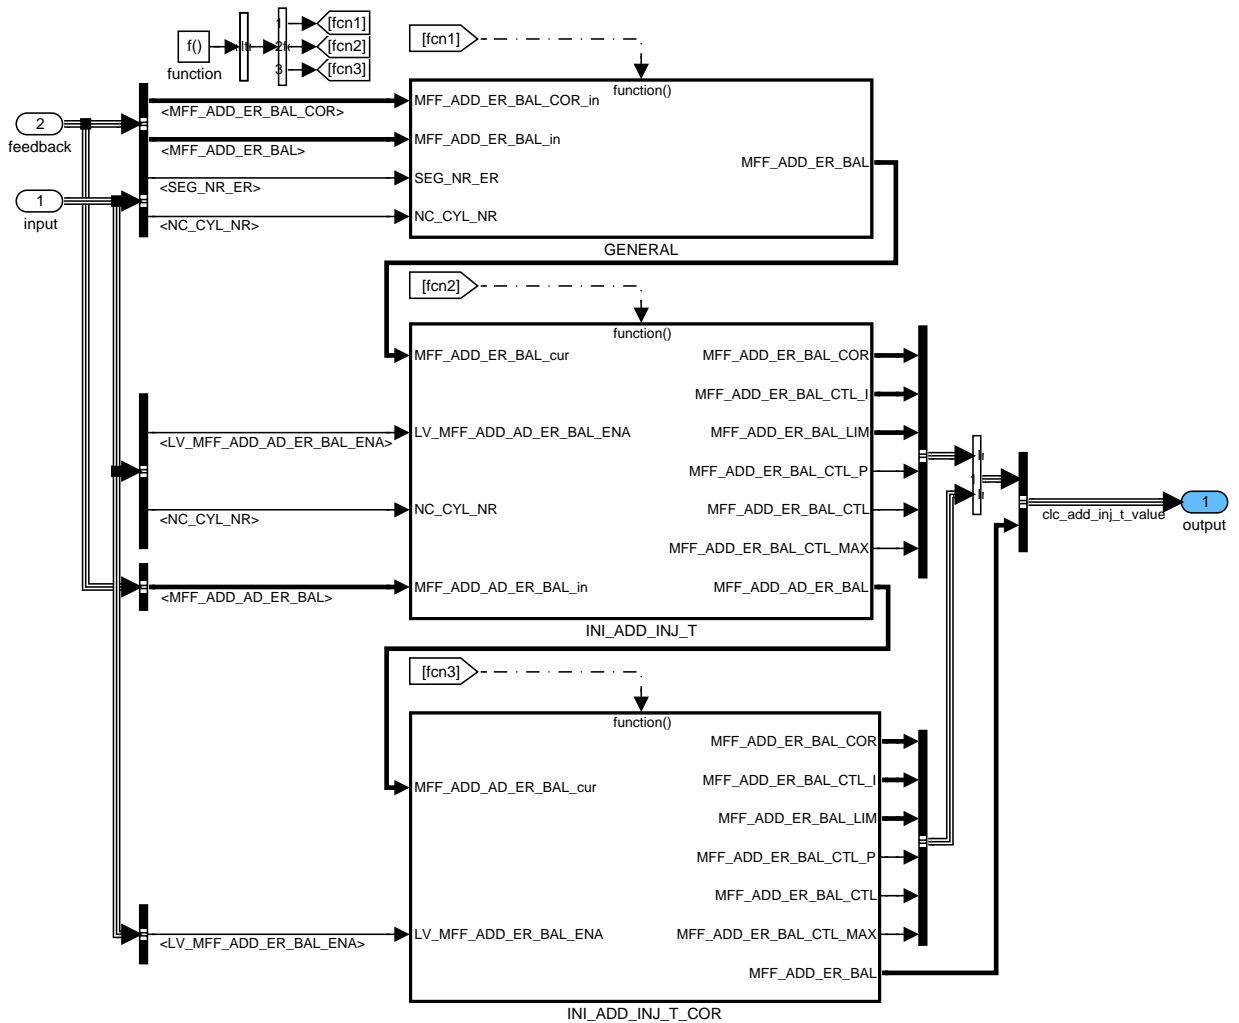 f()
function
1
2
3
[fcn1]
[fcn2]
[fcn3]
[fcn1]
function()
2
feedback
1
input
<MFF_ADD_ER_BAL_COR>
<MFF_ADD_ER_BAL>
<SEG_NR_ER>
<NC_CYL_NR>
MFF_ADD_ER_BAL_COR_in
MFF_ADD_ER_BAL_in
SEG_NR_ER
NC_CYL_NR
MFF_ADD_ER_BAL
GENERAL
[fcn2]
function()
<LV_MFF_ADD_AD_ER_BAL_ENA>
<NC_CYL_NR>
<MFF_ADD_AD_ER_BAL>
MFF_ADD_ER_BAL_cur
LV_MFF_ADD_AD_ER_BAL_ENA
NC_CYL_NR
MFF_ADD_AD_ER_BAL_in
MFF_ADD_ER_BAL_COR
MFF_ADD_ER_BAL_CTL_I
MFF_ADD_ER_BAL_LIM
MFF_ADD_ER_BAL_CTL_P
MFF_ADD_ER_BAL_CTL
MFF_ADD_ER_BAL_CTL_MAX
MFF_ADD_AD_ER_BAL
INI_ADD_INJ_T
clc_add_inj_t_value
1
output
[fcn3]
function()
<LV_MFF_ADD_ER_BAL_ENA>
MFF_ADD_AD_ER_BAL_cur
LV_MFF_ADD_ER_BAL_ENA
MFF_ADD_ER_BAL_COR
MFF_ADD_ER_BAL_CTL_I
MFF_ADD_ER_BAL_LIM
MFF_ADD_ER_BAL_CTL_P
MFF_ADD_ER_BAL_CTL
MFF_ADD_ER_BAL_CTL_MAX
MFF_ADD_ER_BAL
INI_ADD_INJ_T_COR